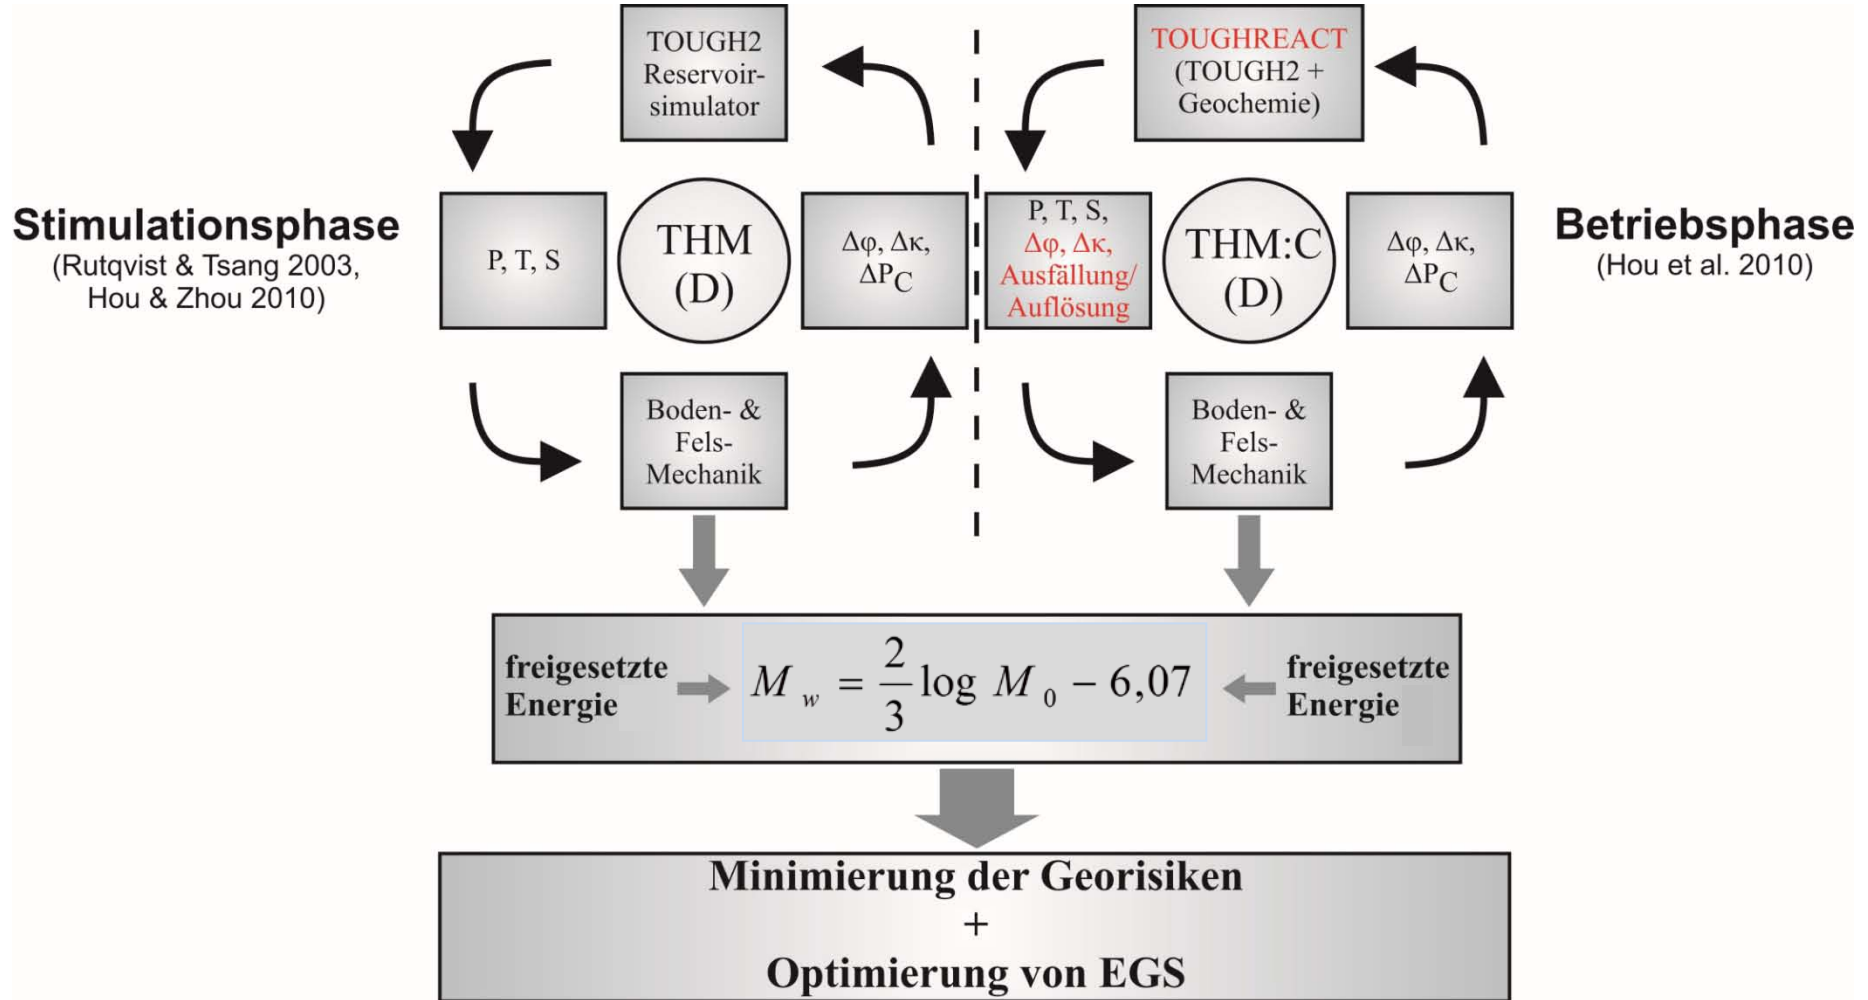 TOUGH2
Reservoir-
simulator
TOUGHREACT
(TOUGH2 +
Geochemie)
Stimulationsphase
(Rutqvist & Tsang 2003,
Hou & Zhou 2010)
P, T, S
THM
(D)
Δφ, Δκ,
ΔP_C
P, T, S,
Δφ, Δκ,
Ausfällung/
Auflösung
THM:C
(D)
Δφ, Δκ,
ΔP_C
Betriebsphase
(Hou et al. 2010)
Boden- &
Fels-
Mechanik
Boden- &
Fels-
Mechanik
freigesetzte
Energie
M_w = 2/3 log M_0 − 6,07
freigesetzte
Energie
Minimierung der Georisiken
+
Optimierung von EGS